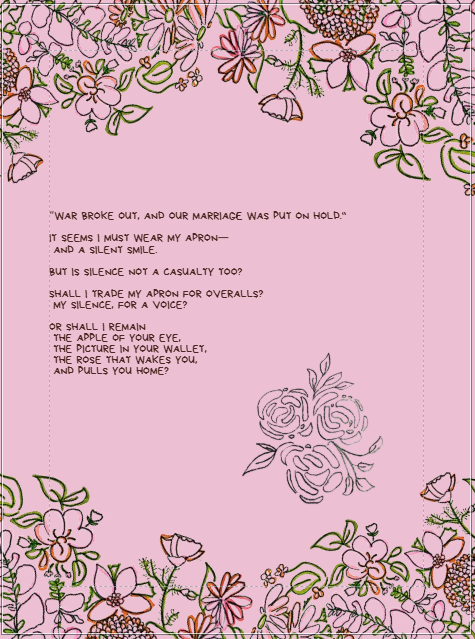 "WAR BROKE OUT, AND OUR MARRIAGE WAS PUT ON HOLD."
IT SEEMS I MUST WEAR MY APRON—
AND A SILENT SMILE.
BUT IS SILENCE NOT A CASUALTY TOO?
SHALL I TRADE MY APRON FOR OVERALLS?
MY SILENCE, FOR A VOICE?
OR SHALL I REMAIN
THE APPLE OF YOUR EYE,
THE PICTURE IN YOUR WALLET,
THE ROSE THAT WAKES YOU,
AND PULLS YOU HOME?